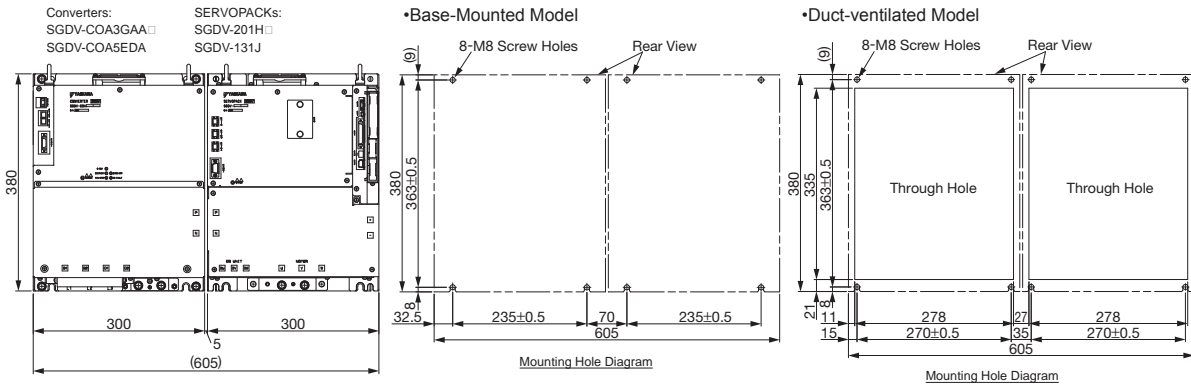 Converters:
SGDV-COA3GAA□
SGDV-COA5EDA
SERVOPACKs:
SGDV-201H□
SGDV-131J
380
300
300
5
(605)
•Base-Mounted Model
8-M8 Screw Holes
Rear View
(9)
380
363±0.5
8
32.5
235±0.5
70
235±0.5
605
Mounting Hole Diagram
•Duct-ventilated Model
8-M8 Screw Holes
Rear View
(9)
380
335
363±0.5
Through Hole
Through Hole
21
8
11
278
27
278
15
270±0.5
35
270±0.5
605
Mounting Hole Diagram
YASKAWA
CONVERTER
YASKAWA
SERVOPACK